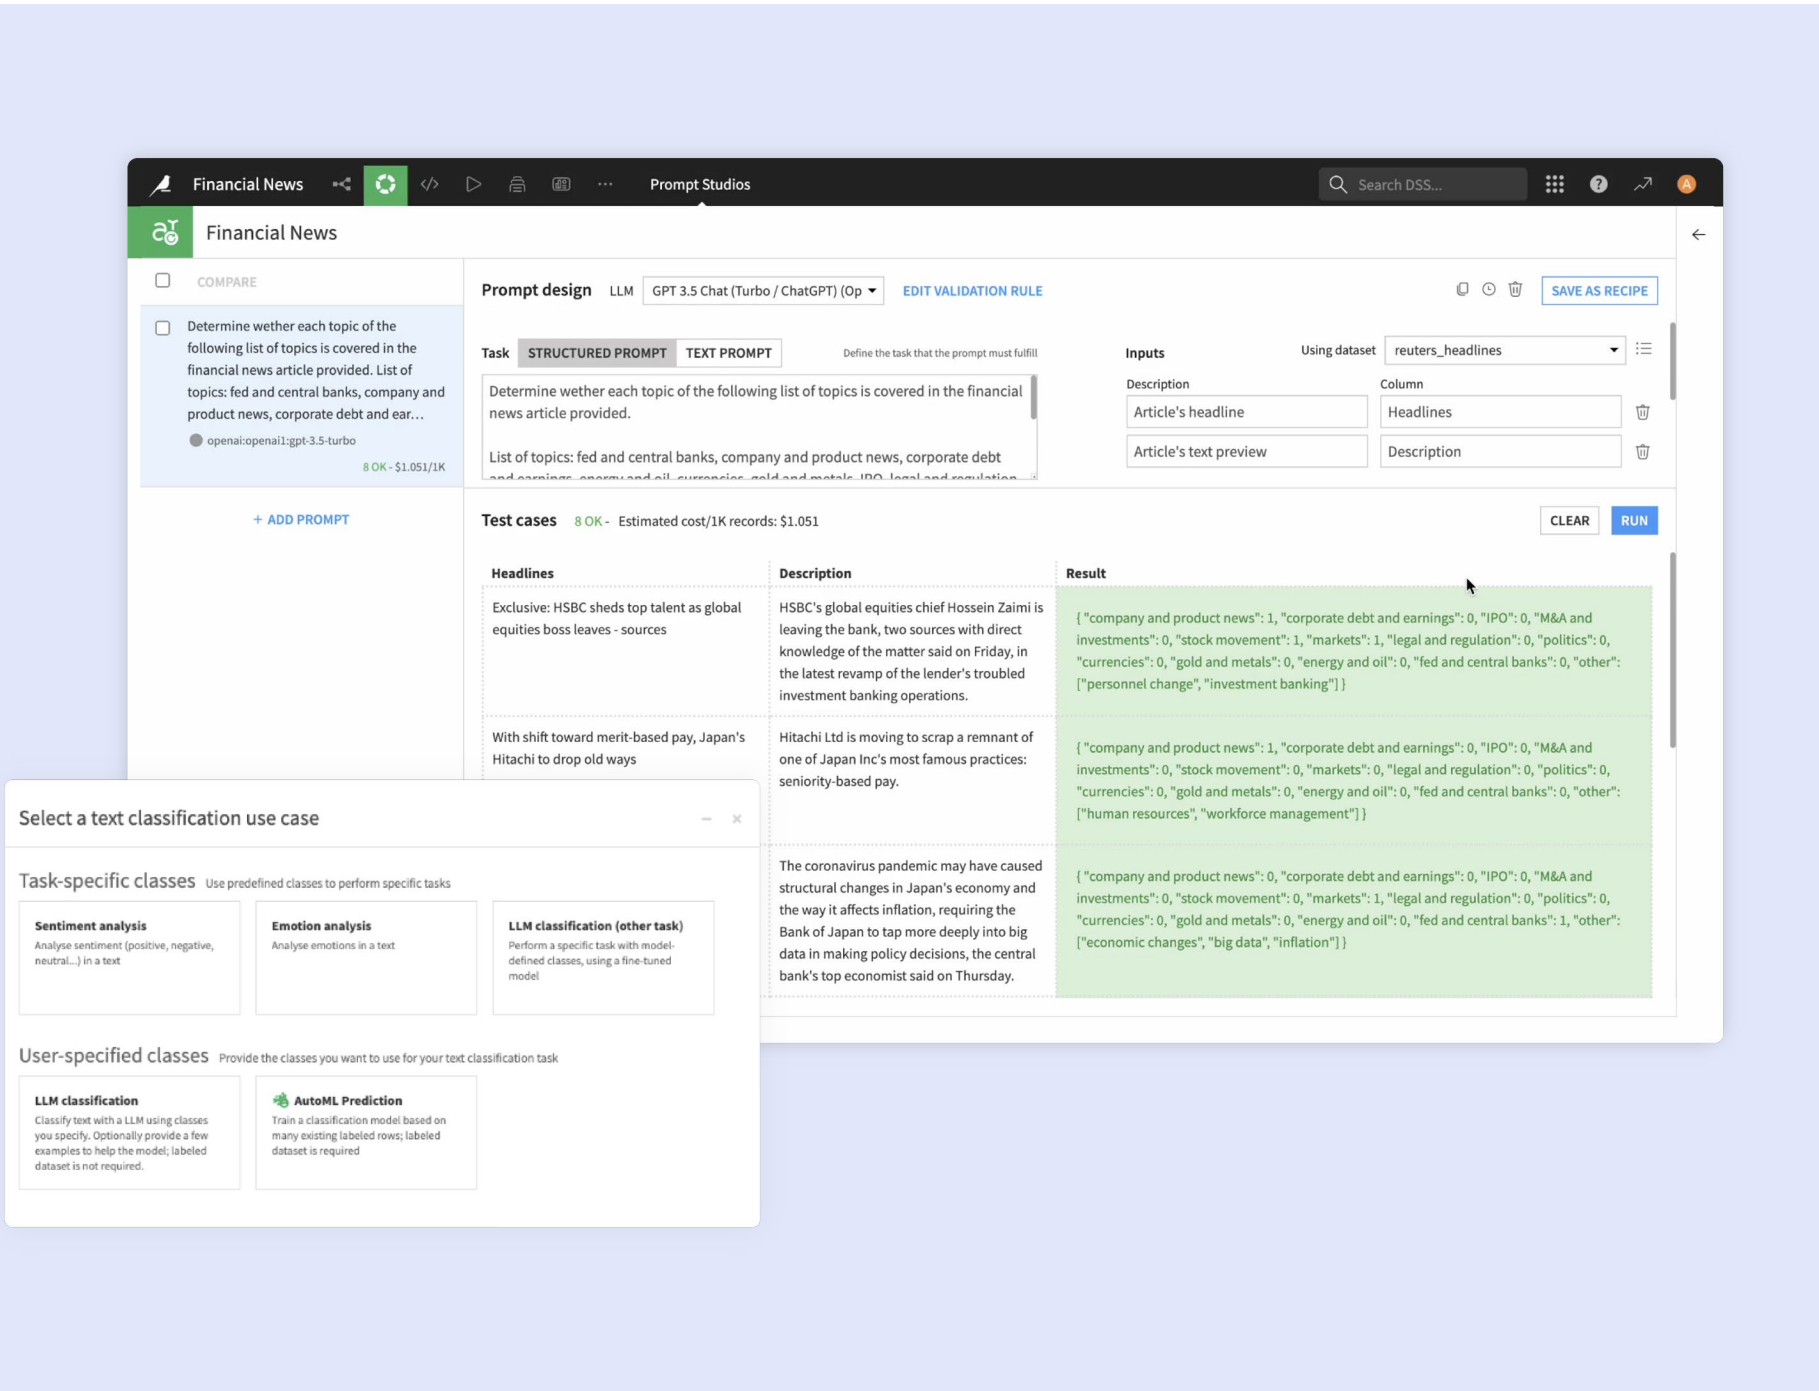 Financial News
Prompt Studios
Search DSS...
A
Financial News
COMPARE
Determine wether each topic of the
following list of topics is covered in the
financial news article provided. List of
topics: fed and central banks, company and
product news, corporate debt and ear...
openai:openai1:gpt-3.5-turbo
8 OK - $1.051/1K
+ ADD PROMPT
Prompt design LLM GPT 3.5 Chat (Turbo / ChatGPT) (Op EDIT VALIDATION RULE
SAVE AS RECIPE
Task STRUCTURED PROMPT TEXT PROMPT Define the task that the prompt must fulfill
Determine wether each topic of the following list of topics is covered in the financial
news article provided.
List of topics: fed and central banks, company and product news, corporate debt
and earnings, energy and oil, currencies, gold and metals, IPO, legal and regulation,
Inputs Using dataset reuters_headlines
Description Column
Article's headline Headlines
Article's text preview Description
Test cases 8 OK - Estimated cost/1K records: $1.051
CLEAR RUN
Headlines Description Result
Exclusive: HSBC sheds top talent as global
equities boss leaves - sources
HSBC's global equities chief Hossein Zaimi is
leaving the bank, two sources with direct
knowledge of the matter said on Friday, in
the latest revamp of the lender's troubled
investment banking operations.
{ "company and product news": 1, "corporate debt and earnings": 0, "IPO": 0, "M&A and
investments": 0, "stock movement": 1, "markets": 1, "legal and regulation": 0, "politics": 0,
"currencies": 0, "gold and metals": 0, "energy and oil": 0, "fed and central banks": 0, "other":
["personnel change", "investment banking"] }
With shift toward merit-based pay, Japan's
Hitachi to drop old ways
Hitachi Ltd is moving to scrap a remnant of
one of Japan Inc's most famous practices:
seniority-based pay.
{ "company and product news": 1, "corporate debt and earnings": 0, "IPO": 0, "M&A and
investments": 0, "stock movement": 0, "markets": 0, "legal and regulation": 0, "politics": 0,
"currencies": 0, "gold and metals": 0, "energy and oil": 0, "fed and central banks": 0, "other":
["human resources", "workforce management"] }
The coronavirus pandemic may have caused
structural changes in Japan's economy and
the way it affects inflation, requiring the
Bank of Japan to tap more deeply into big
data in making policy decisions, the central
bank's top economist said on Thursday.
{ "company and product news": 0, "corporate debt and earnings": 0, "IPO": 0, "M&A and
investments": 0, "stock movement": 0, "markets": 1, "legal and regulation": 0, "politics": 0,
"currencies": 0, "gold and metals": 0, "energy and oil": 0, "fed and central banks": 1, "other":
["economic changes", "big data", "inflation"] }
Select a text classification use case
Task-specific classes Use predefined classes to perform specific tasks
Sentiment analysis
Analyse sentiment (positive, negative,
neutral...) in a text
Emotion analysis
Analyse emotions in a text
LLM classification (other task)
Perform a specific task with model-
defined classes, using a fine-tuned
model
User-specified classes Provide the classes you want to use for your text classification task
LLM classification
Classify text with a LLM using classes
you specify. Optionally provide a few
examples to help the model; labeled
dataset is not required.
AutoML Prediction
Train a classification model based on
many existing labeled rows; labeled
dataset is required